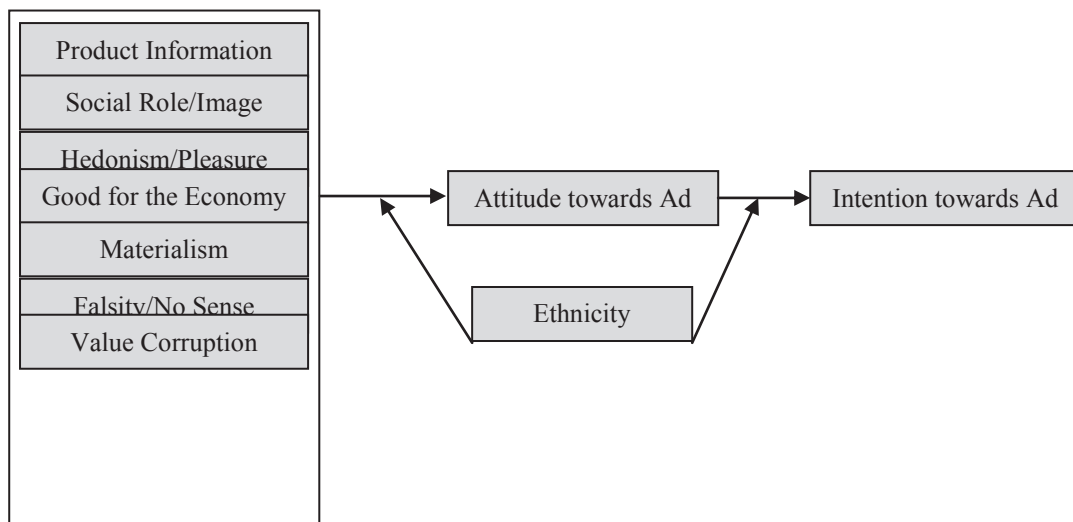 Product Information
Social Role/Image
Hedonism/Pleasure
Good for the Economy
Materialism
Falsity/No Sense
Value Corruption
Attitude towards Ad
Intention towards Ad
Ethnicity